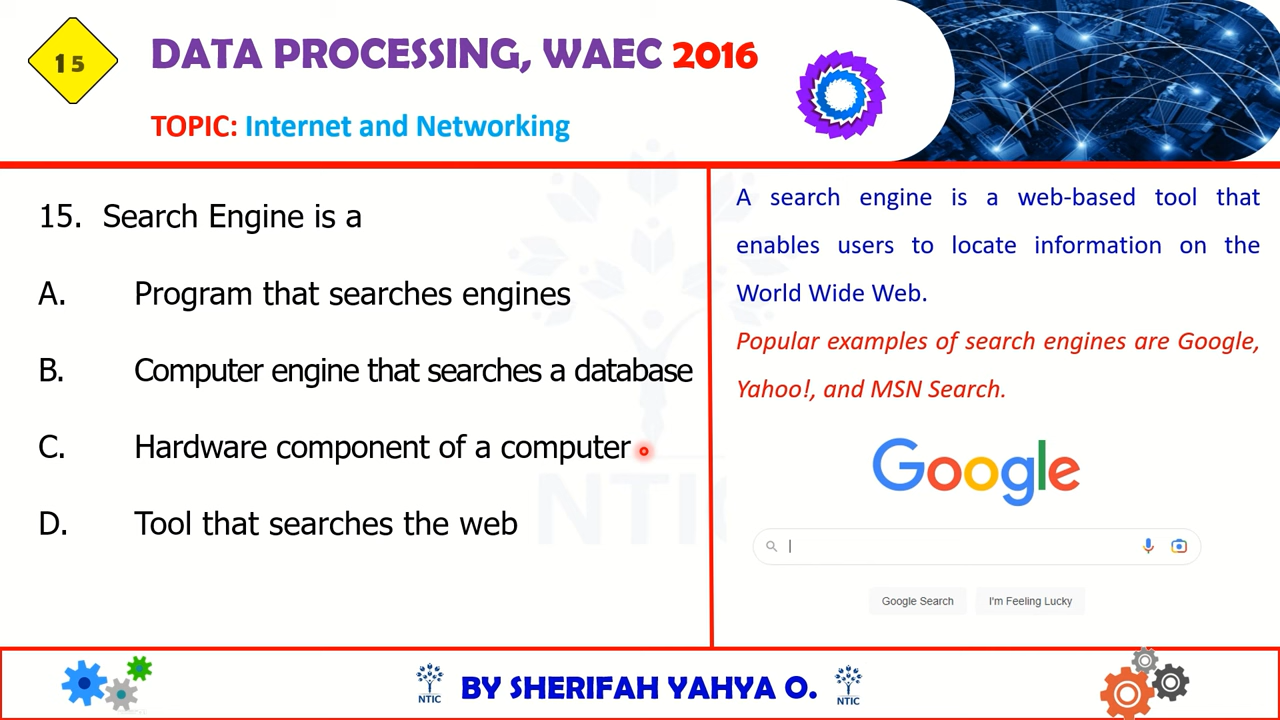 15
DATA PROCESSING, WAEC 2016
TOPIC: Internet and Networking
15. Search Engine is a
A. Program that searches engines
B. Computer engine that searches a database
C. Hardware component of a computer
D. Tool that searches the web
NTIC
A search engine is a web-based tool that
enables users to locate information on the
World Wide Web.
Popular examples of search engines are Google,
Yahoo!, and MSN Search.
Google
Google Search I'm Feeling Lucky
NTIC BY SHERIFAH YAHYA O. NTIC